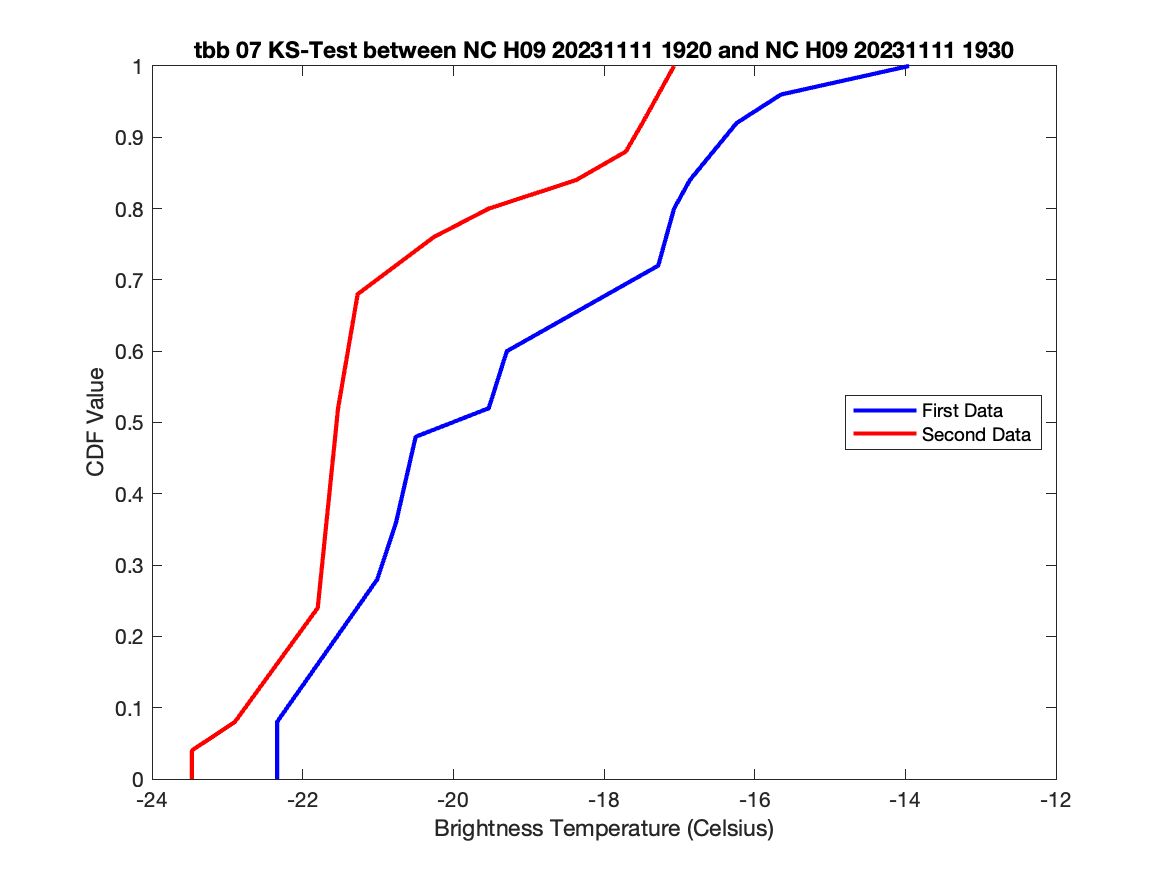 tbb 07 KS-Test between NC H09 20231111 1920 and NC H09 20231111 1930
1
0.9
0.8
0.7
0.6
0.5
0.4
0.3
0.2
0.1
0
CDF Value
First Data
Second Data
-24 -22 -20 -18 -16 -14 -12
Brightness Temperature (Celsius)